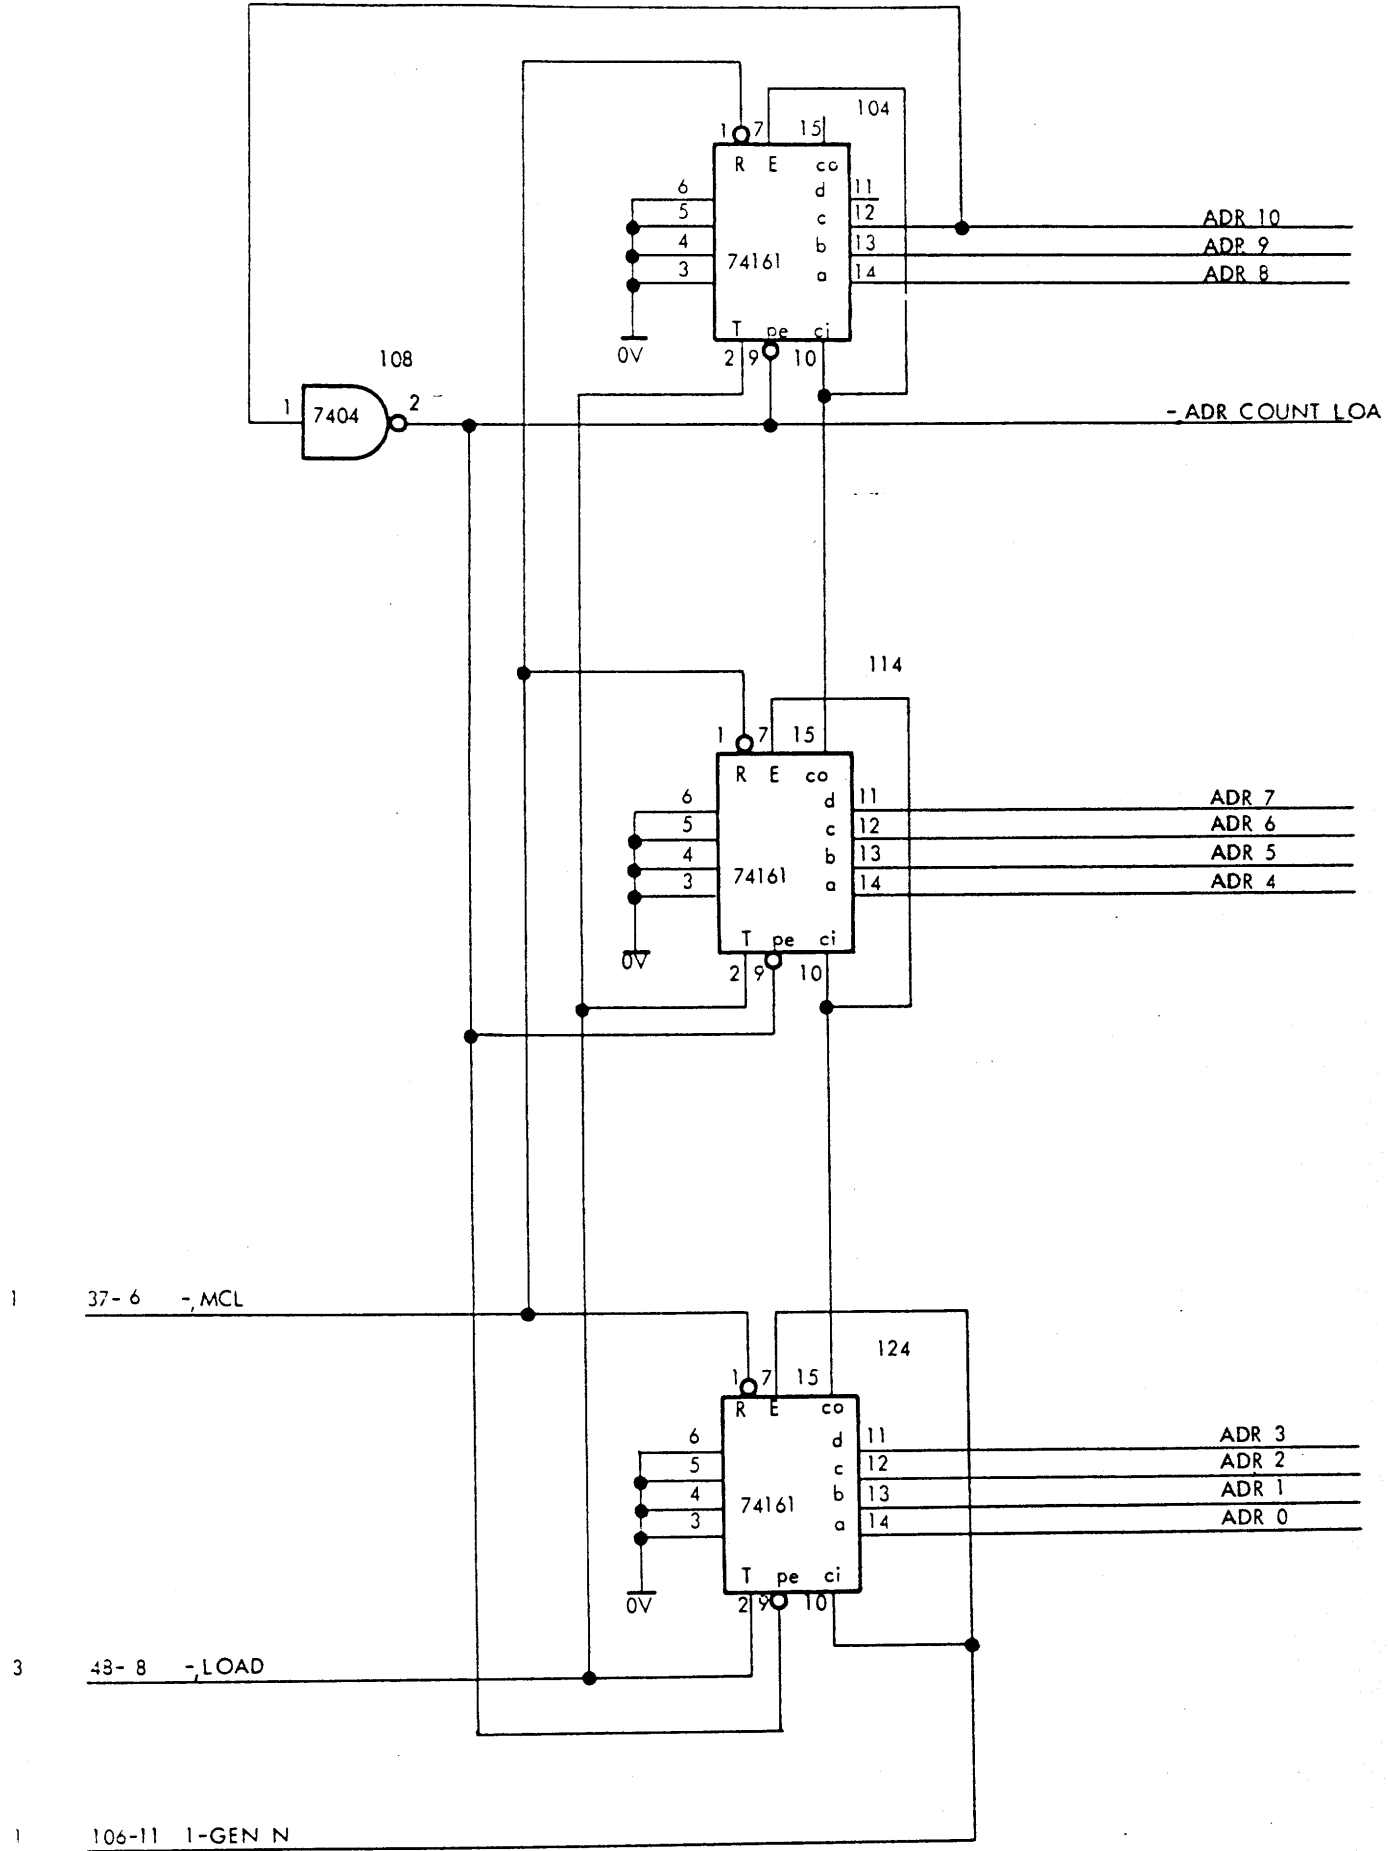 104
1 7 15
R E co
6 d 11
5 c 12 ADR 10
4 b 13 ADR 9
3 74161 a 14 ADR 8
T pe ci
0V 2 9 10
108
1 7404 2
-ADR COUNT LOA
114
1 7 15
R E co
6 d 11 ADR 7
5 c 12 ADR 6
4 b 13 ADR 5
3 74161 a 14 ADR 4
T pe ci
0V 2 9 10
1 37-6 -,MCL
124
1 7 15
R E co
6 d 11 ADR 3
5 c 12 ADR 2
4 74161 b 13 ADR 1
3 a 14 ADR 0
T pe ci
0V 2 9 10
3 48-8 -,LOAD
1 106-11 1-GEN N